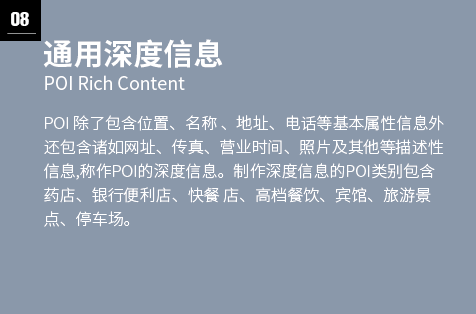 08
通用深度信息
POI Rich Content
POI 除了包含位置、名称 、地址、电话等基本属性信息外
还包含诸如网址、传真、营业时间、照片及其他等描述性
信息,称作POI的深度信息。制作深度信息的POI类别包含
药店、银行便利店、快餐 店、高档餐饮、宾馆、旅游景
点、停车场。